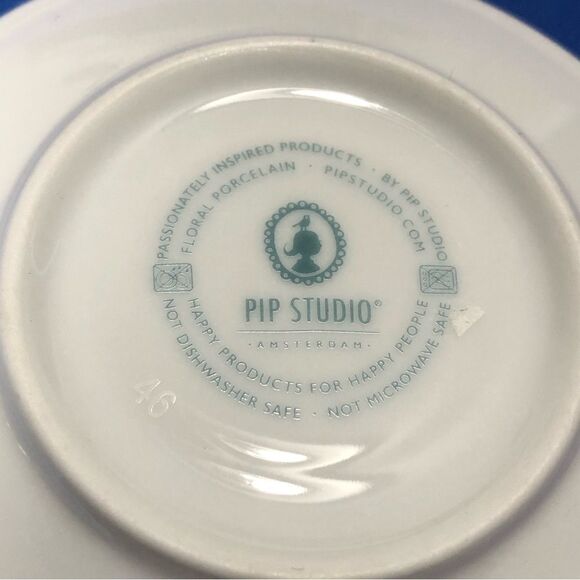 PASSIONATELY INSPIRED PRODUCTS · BY PIP STUDIO
FLORAL PORCELAIN · PIPSTUDIO.COM
PIP STUDIO®
· AMSTERDAM ·
HAPPY PRODUCTS FOR HAPPY PEOPLE
NOT DISHWASHER SAFE · NOT MICROWAVE SAFE
46